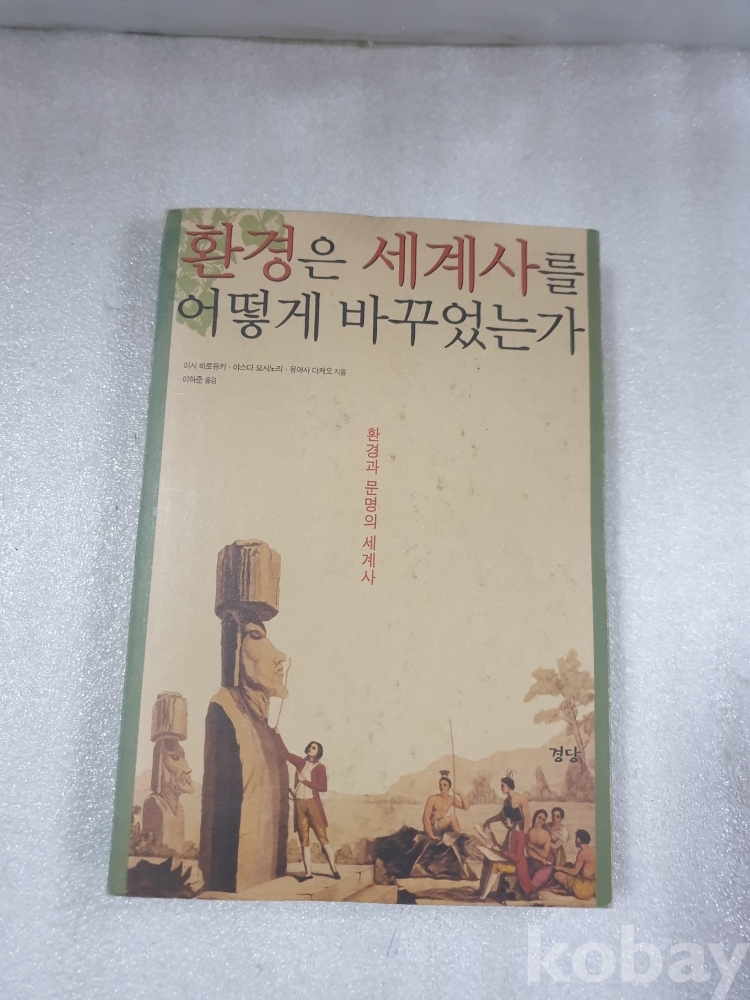 환경은 세계사를
어떻게 바꾸었는가
이시 히로유키 · 야스다 요시노리 · 유아사 다케오 지음
이하준 옮김
환경과 문명의 세계사
경당
kobay